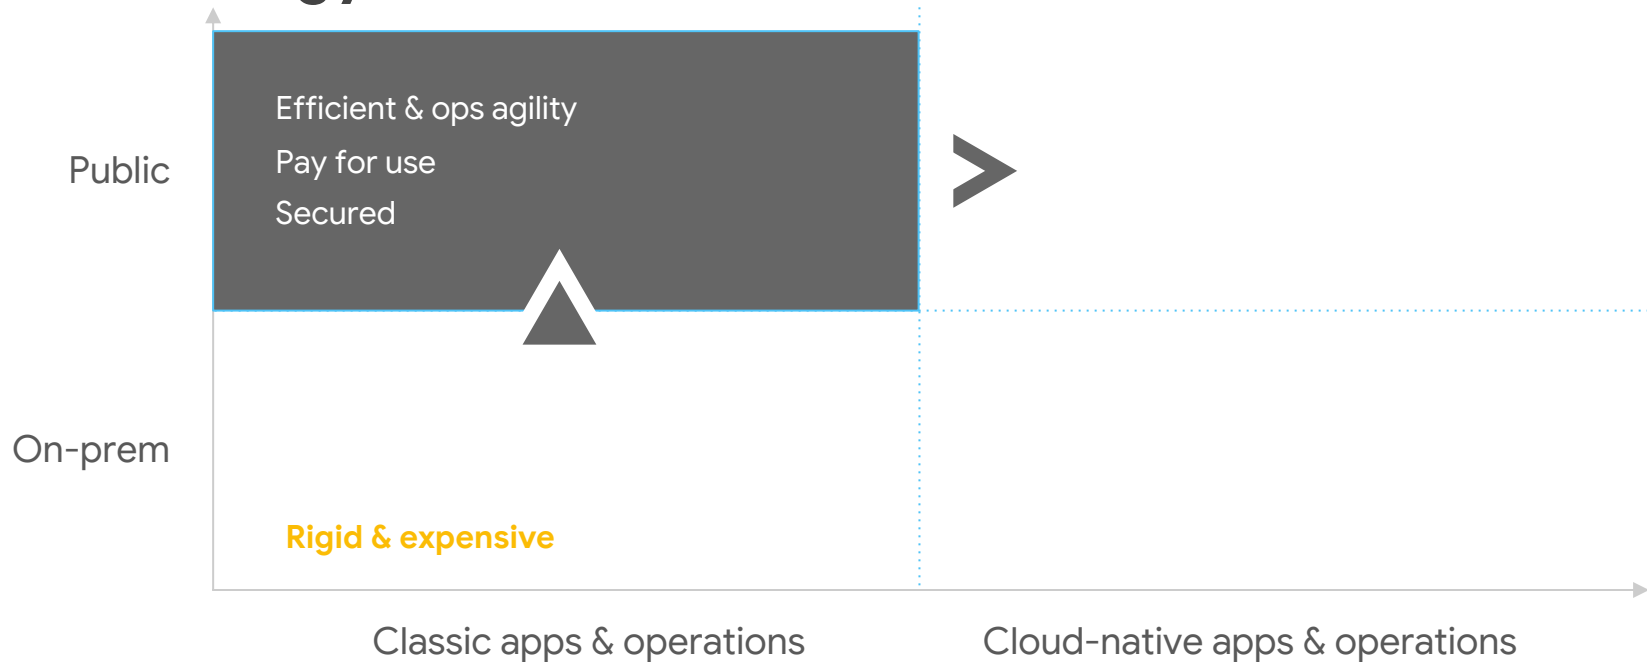 Efficient & ops agility
Public
Pay for use
Secured
On-prem
Rigid & expensive
Classic apps & operations
Cloud-native apps & operations